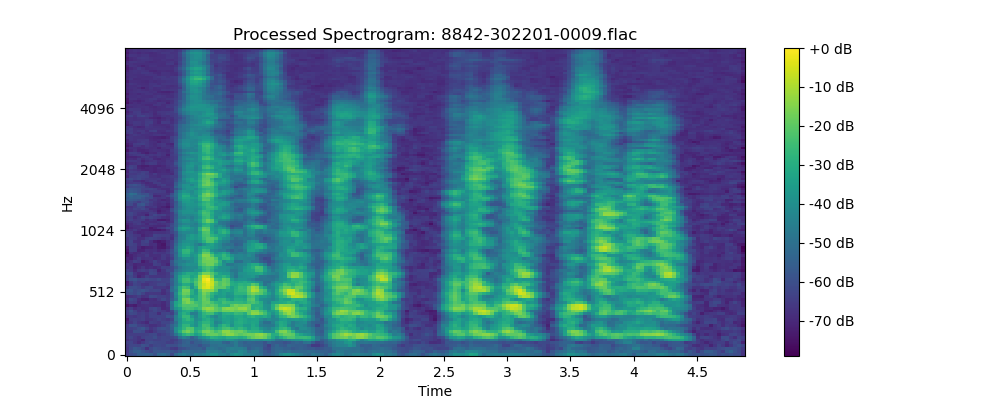 Processed Spectrogram: 8842-302201-0009.flac
Hz
4096
2048
1024
512
0
0 0.5 1 1.5 2 2.5 3 3.5 4 4.5
Time
+0 dB
-10 dB
-20 dB
-30 dB
-40 dB
-50 dB
-60 dB
-70 dB